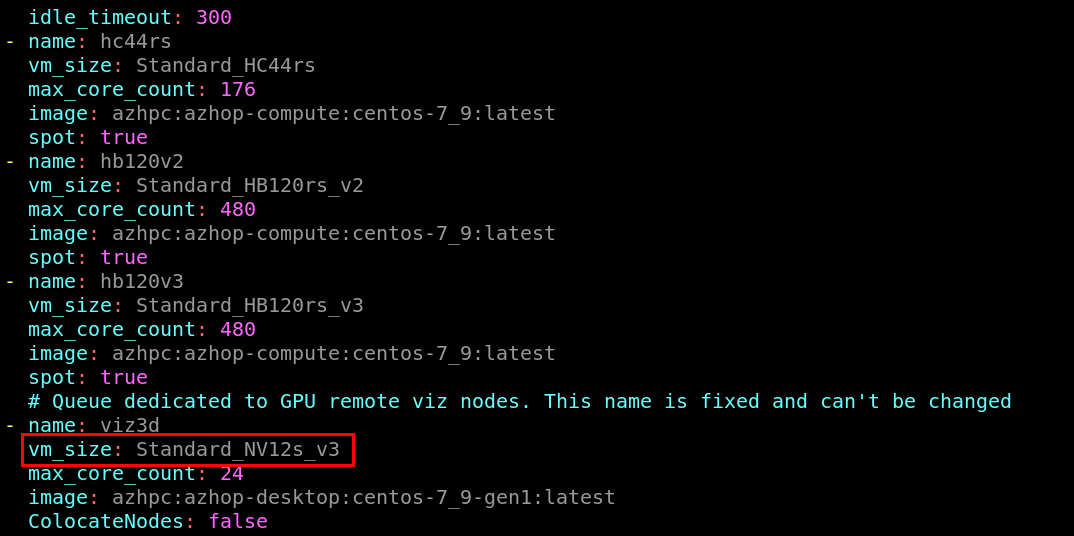 idle_timeout: 300
- name: hc44rs
vm_size: Standard_HC44rs
max_core_count: 176
image: azhpc:azhop-compute:centos-7_9:latest
spot: true
- name: hb120v2
vm_size: Standard_HB120rs_v2
max_core_count: 480
image: azhpc:azhop-compute:centos-7_9:latest
spot: true
- name: hb120v3
vm_size: Standard_HB120rs_v3
max_core_count: 480
image: azhpc:azhop-compute:centos-7_9:latest
spot: true
# Queue dedicated to GPU remote viz nodes. This name is fixed and can't be changed
- name: viz3d
vm_size: Standard_NV12s_v3
max_core_count: 24
image: azhpc:azhop-desktop:centos-7_9-gen1:latest
ColocateNodes: false